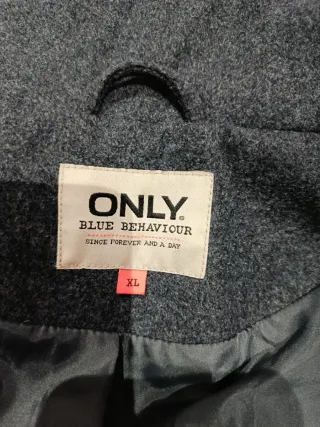 ONLY®
BLUE BEHAVIOUR
SINCE FOREVER AND A DAY
XL